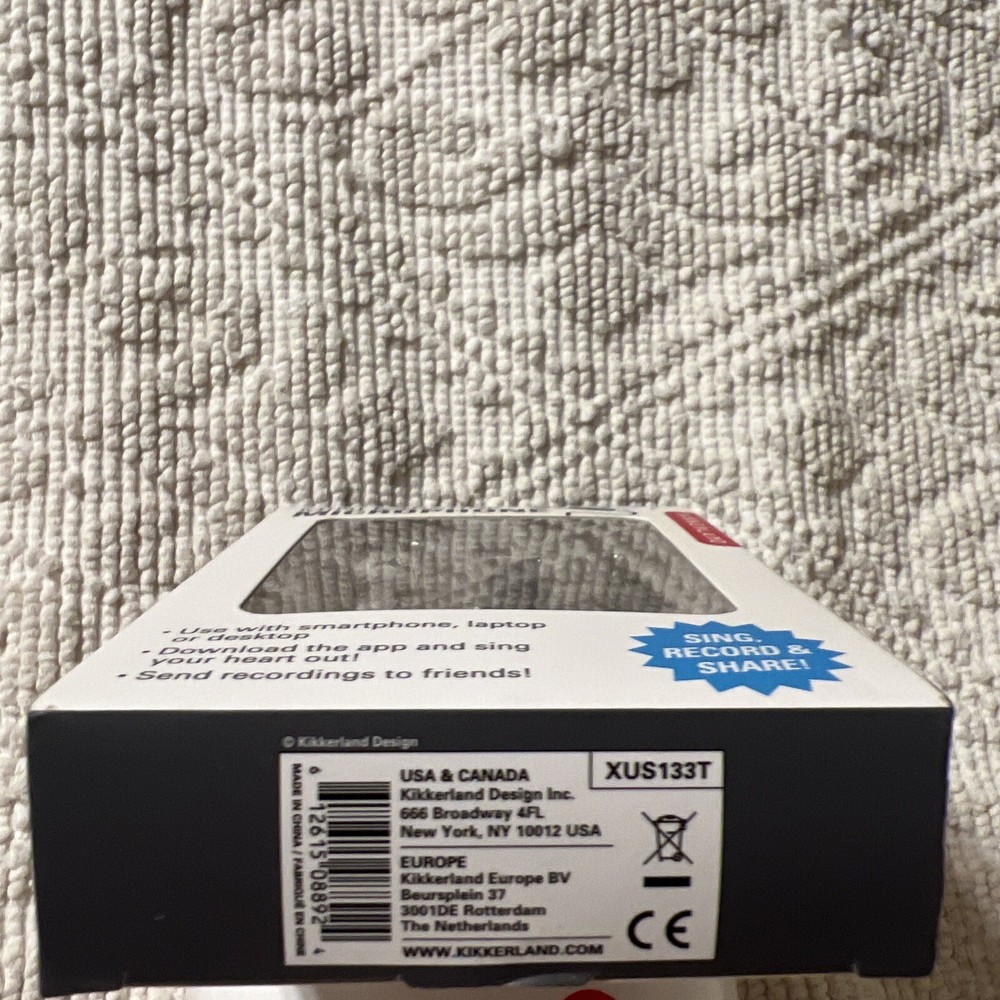 • Use with smartphone, laptop
or desktop
• Download the app and sing
your heart out!
• Send recordings to friends!
SING,
RECORD &
SHARE!
© Kikkerland Design
MADE IN CHINA / FABRIQUÉ EN CHINE
6 12615 08892 4
USA & CANADA
Kikkerland Design Inc.
666 Broadway 4FL
New York, NY 10012 USA
EUROPE
Kikkerland Europe BV
Beursplein 37
3001DE Rotterdam
The Netherlands
WWW.KIKKERLAND.COM
XUS133T
CE